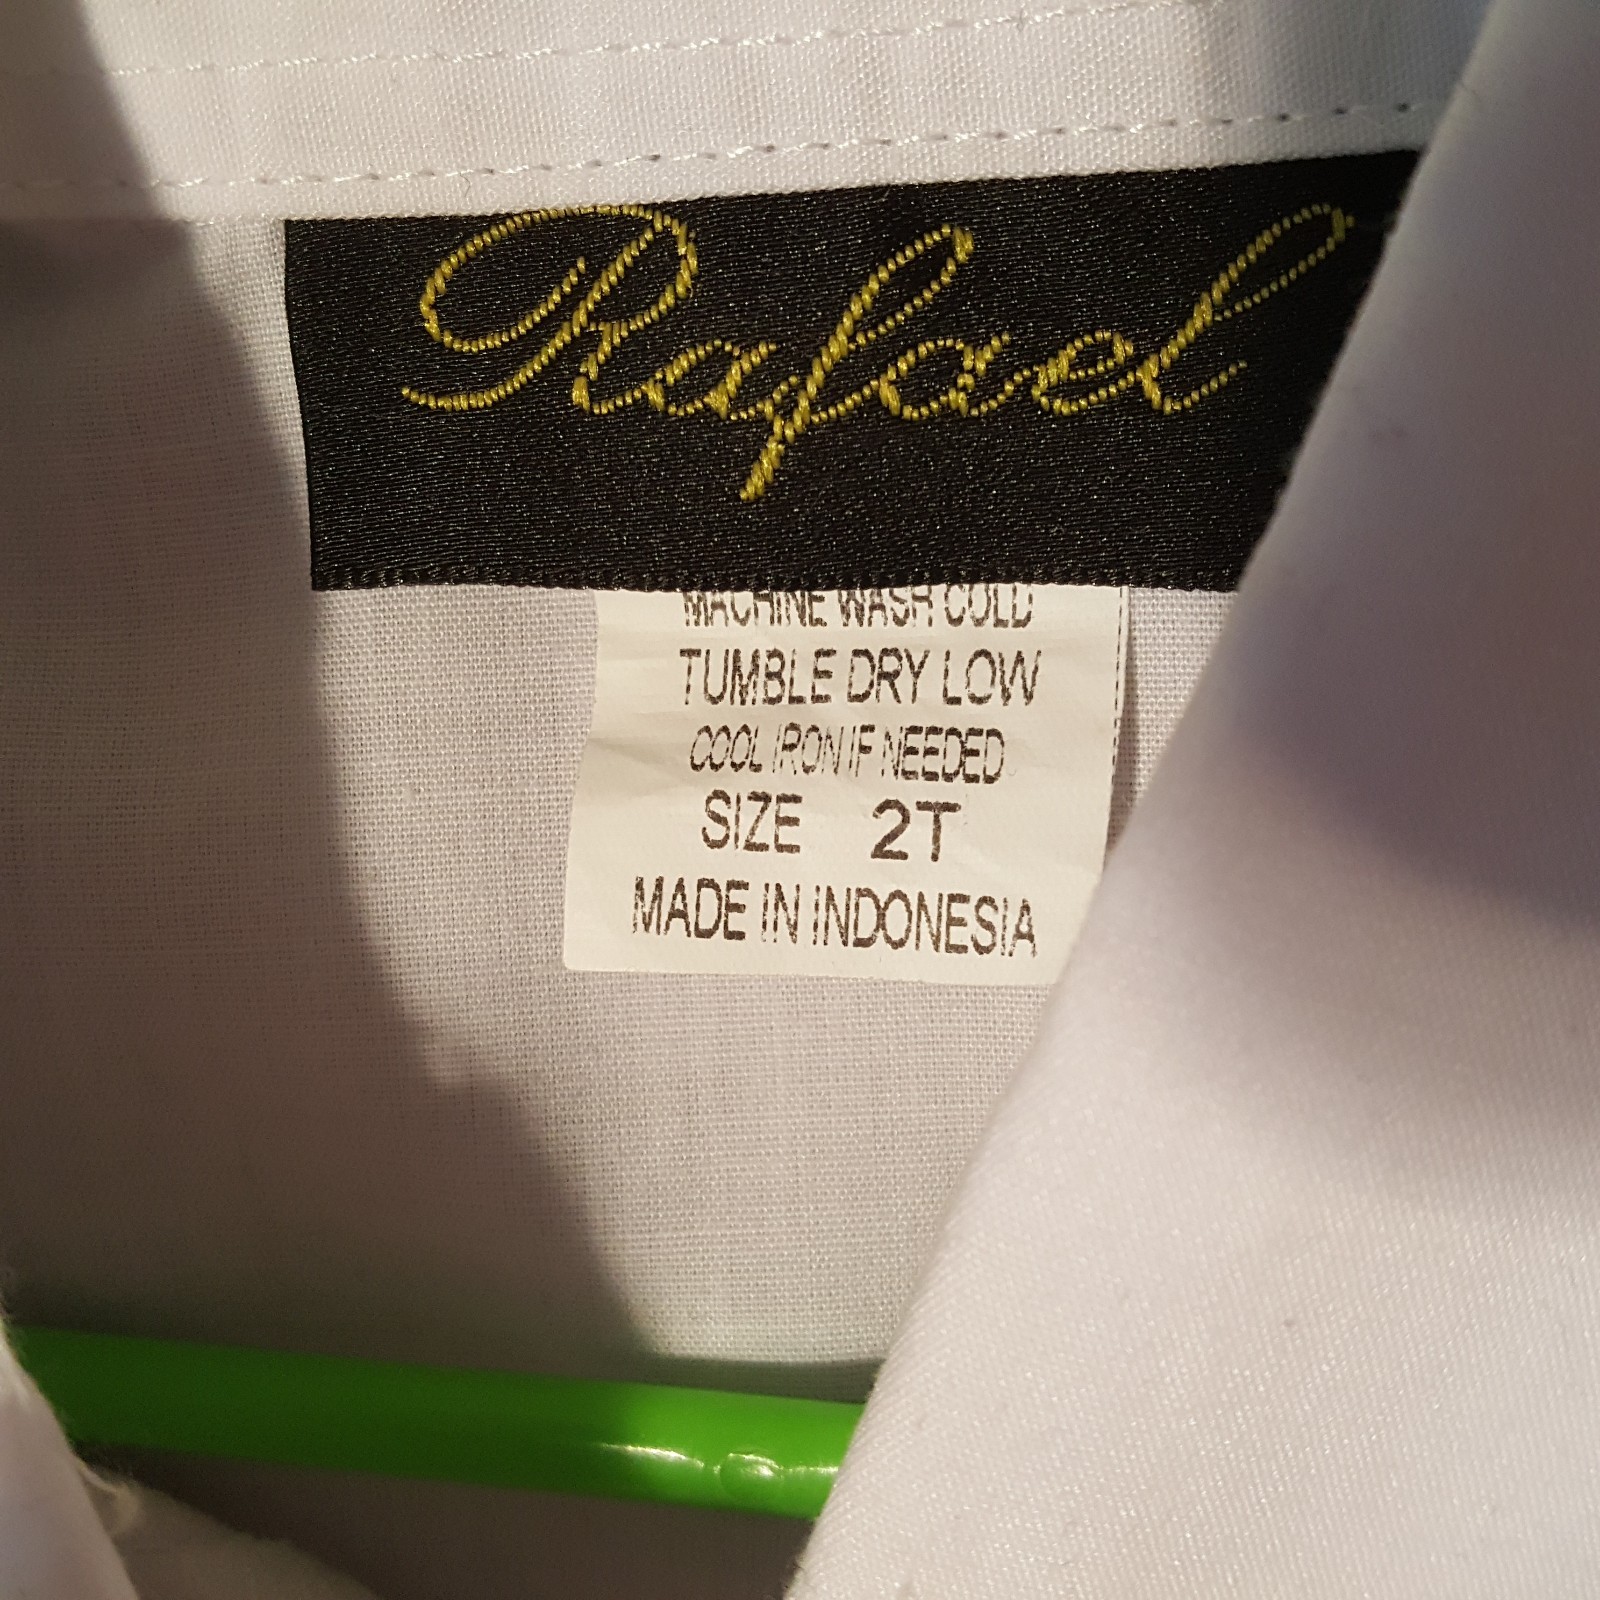 Rafael
MACHINE WASH COLD
TUMBLE DRY LOW
COOL IRON IF NEEDED
SIZE 2T
MADE IN INDONESIA